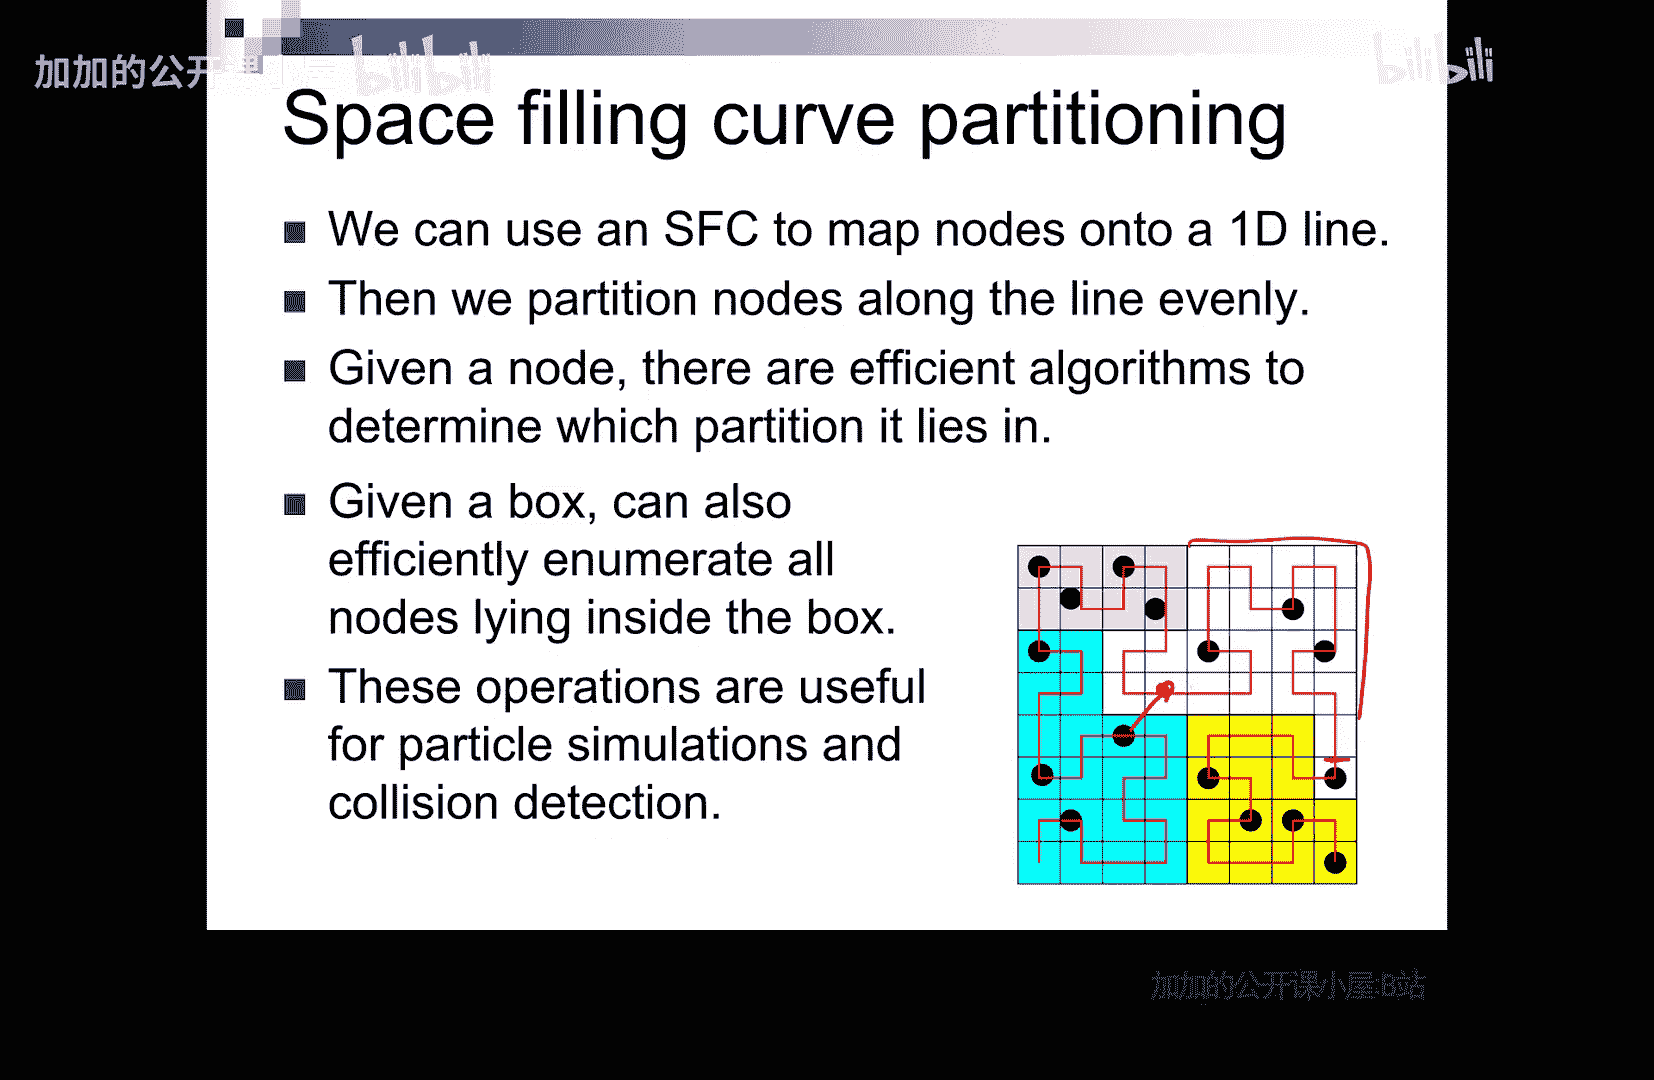 加加的公开
bilibili
bilibili
Space filling curve partitioning
We can use an SFC to map nodes onto a 1D line.
Then we partition nodes along the line evenly.
Given a node, there are efficient algorithms to
determine which partition it lies in.
Given a box, can also
efficiently enumerate all
nodes lying inside the box.
These operations are useful
for particle simulations and
collision detection.
加加的公开课小屋:B站